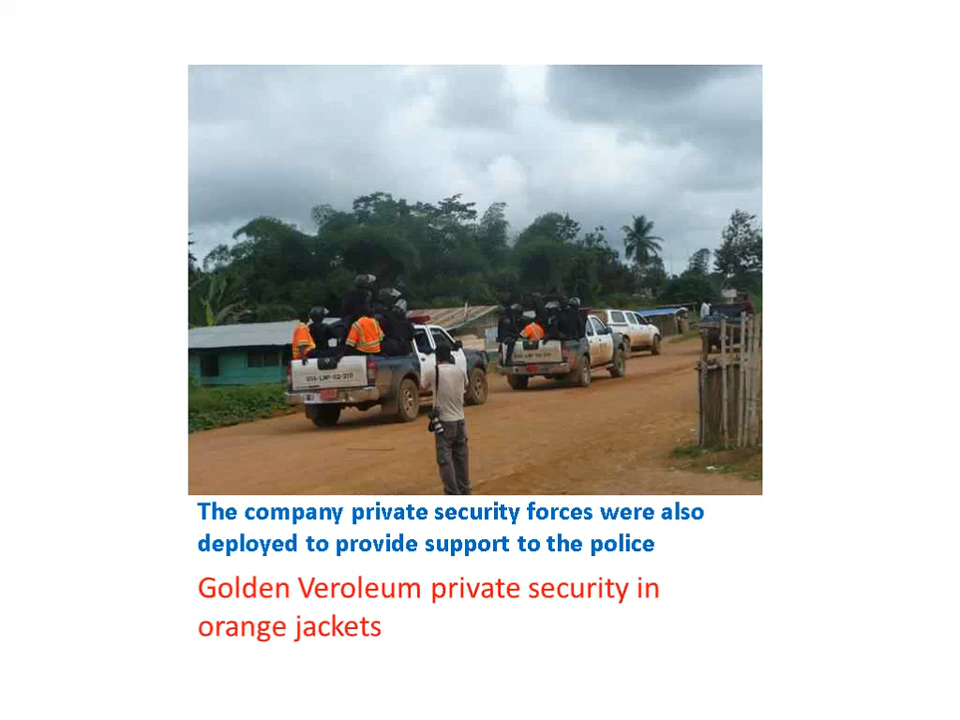 The company private security forces were also
deployed to provide support to the police
Golden Veroleum private security in
orange jackets